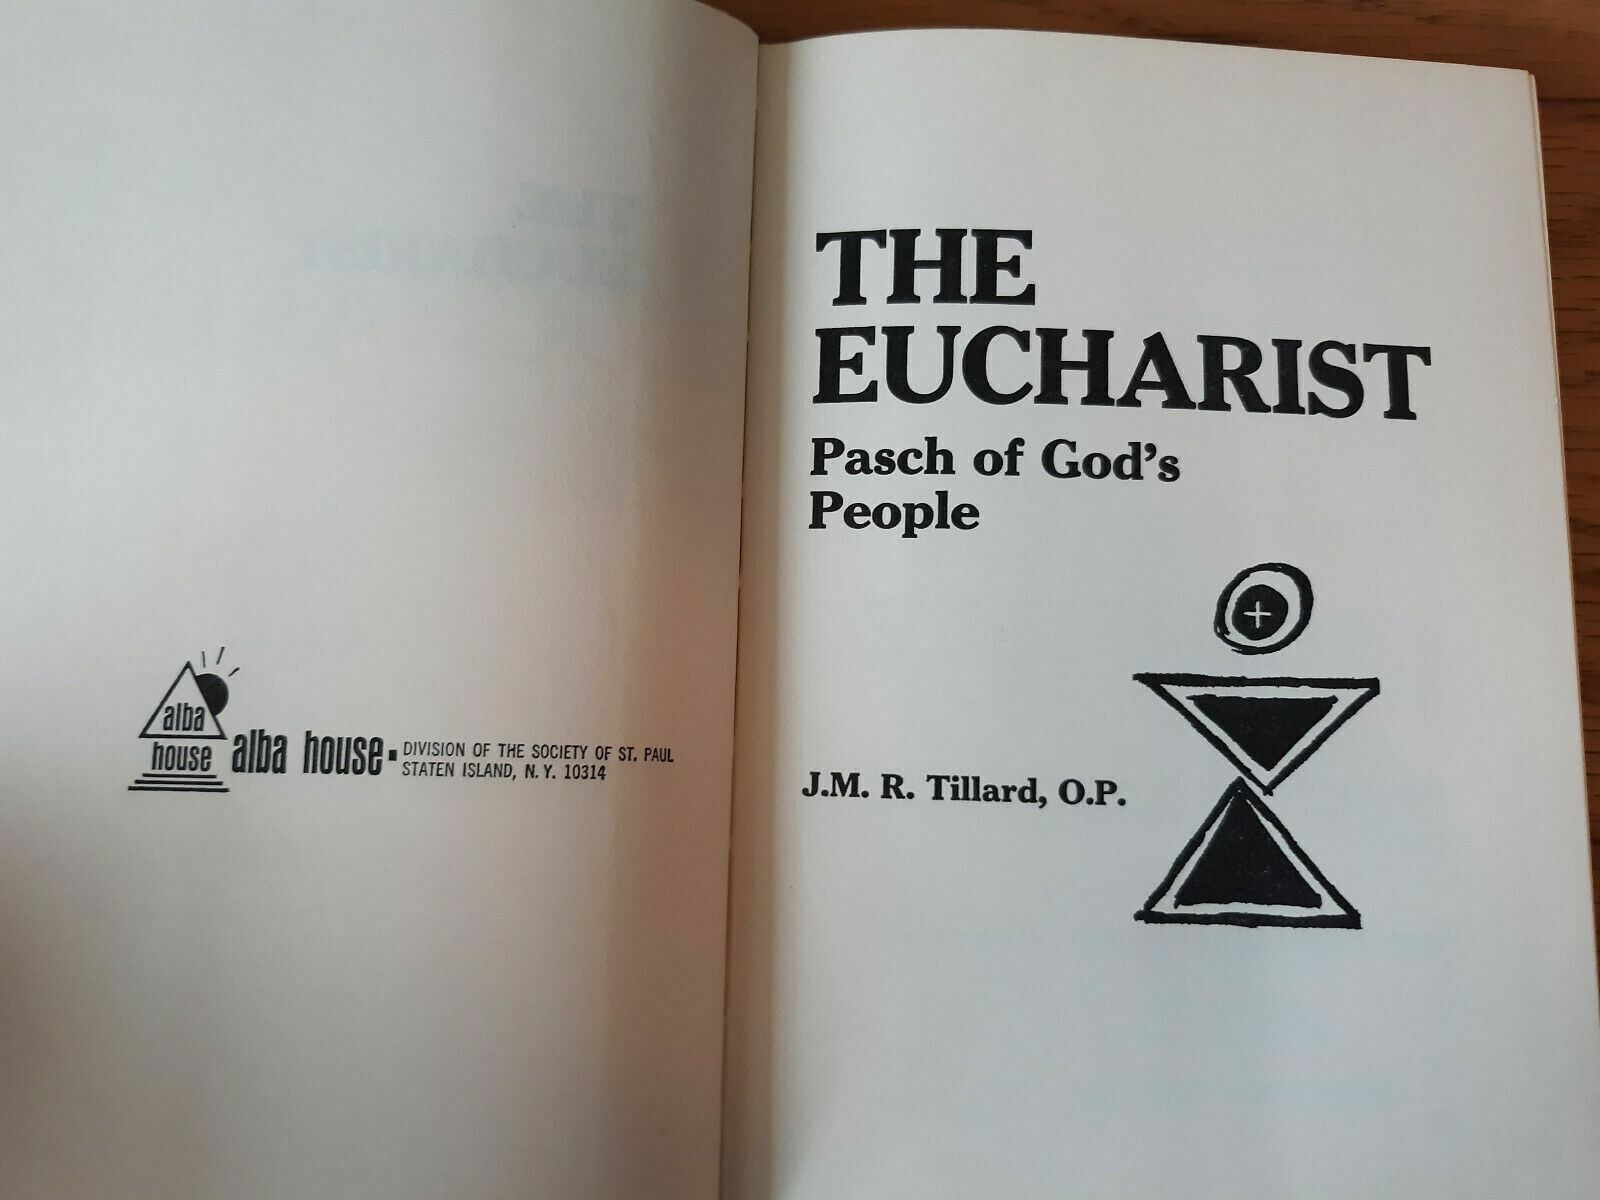 alba
house
alba house
DIVISION OF THE SOCIETY OF ST. PAUL
STATEN ISLAND, N. Y. 10314
THE
EUCHARIST
Pasch of God's
People
J.M. R. Tillard, O.P.